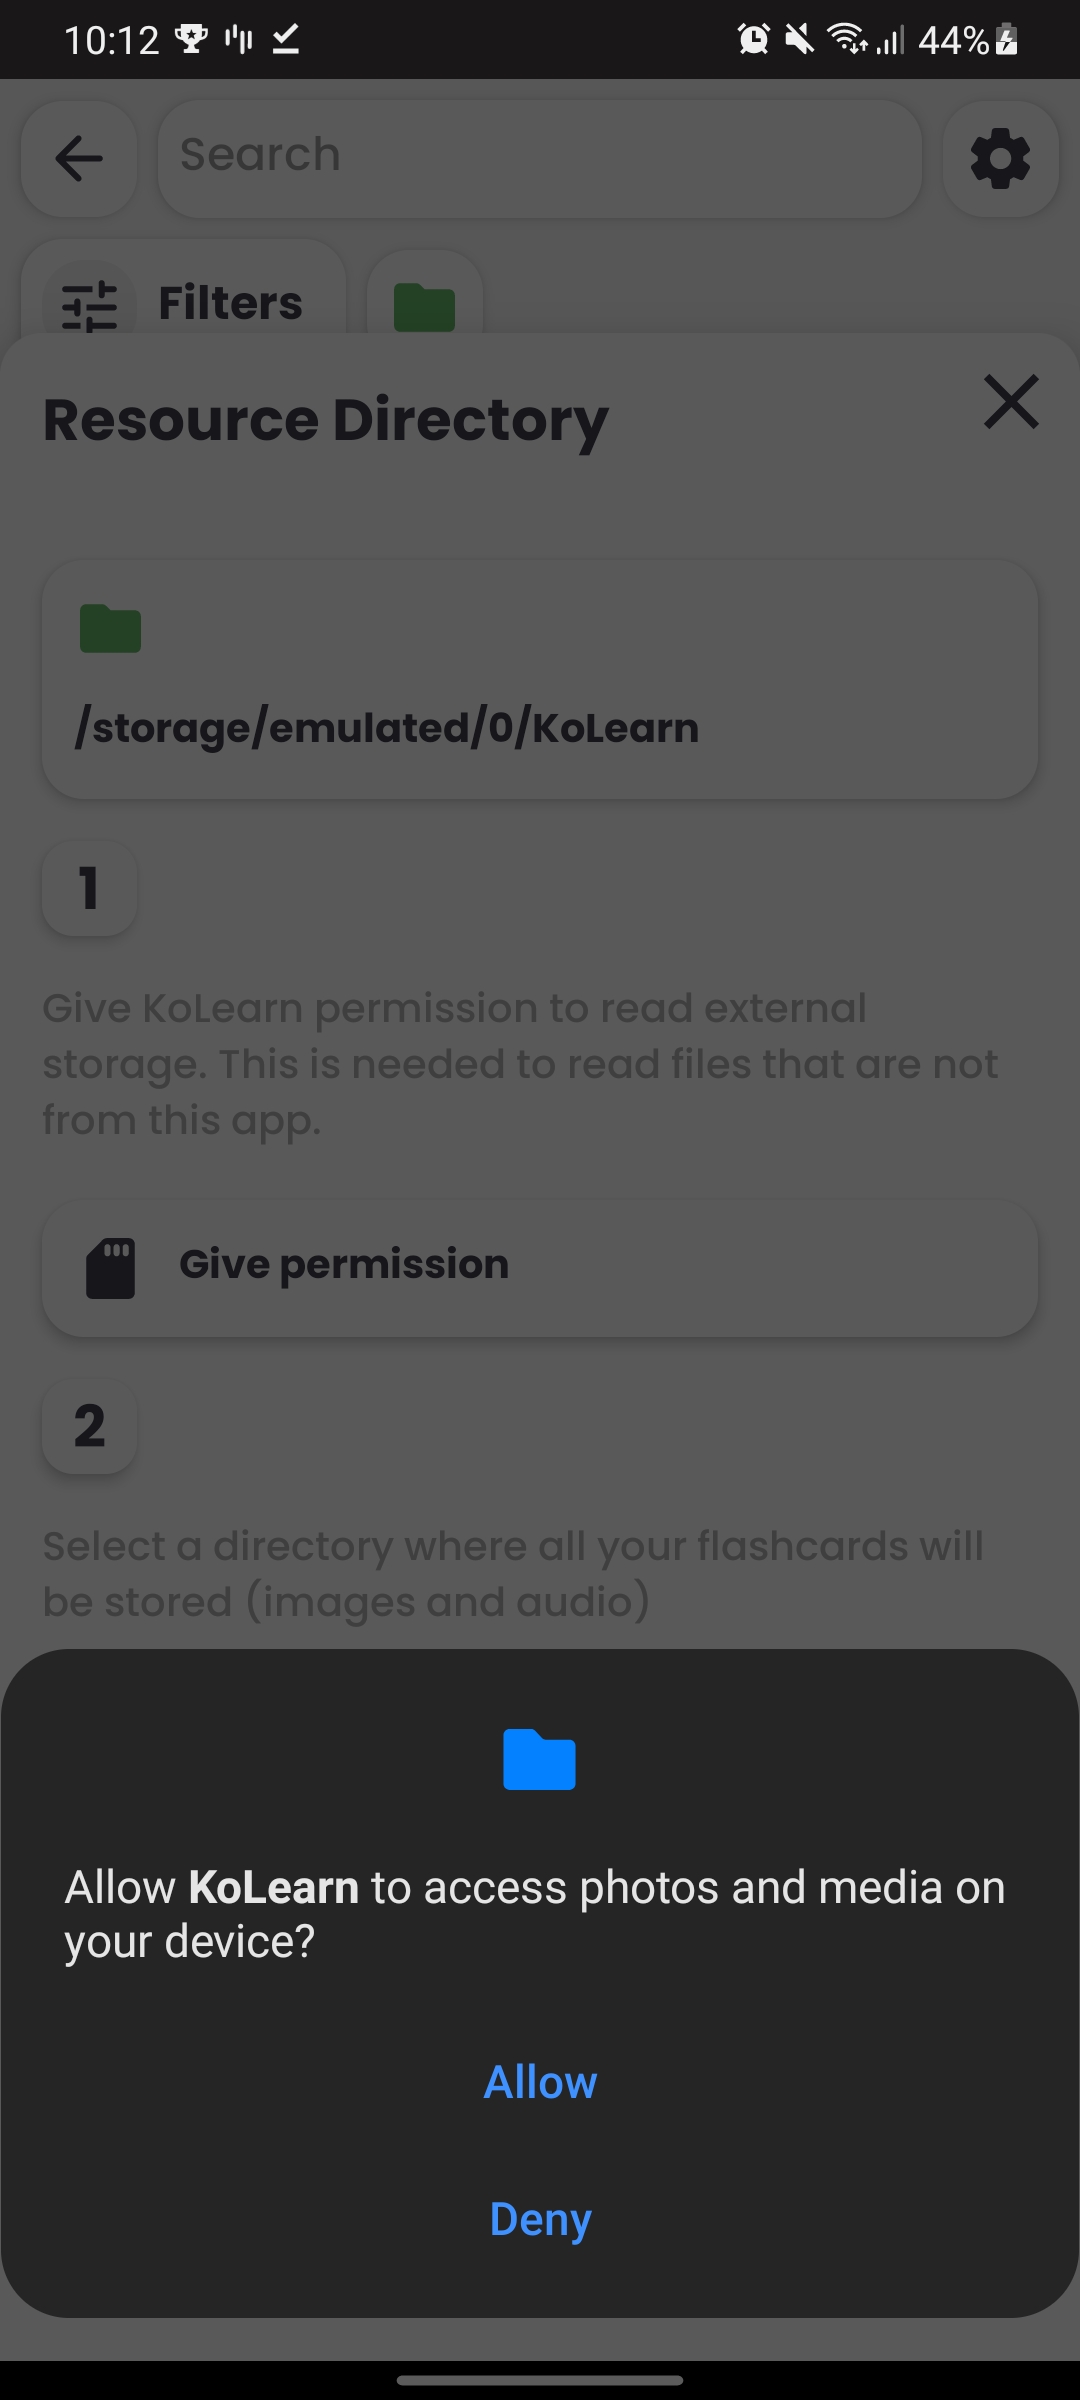 10:12
44%
Search
Filters
Resource Directory
/storage/emulated/0/KoLearn
1
Give KoLearn permission to read external
storage. This is needed to read files that are not
from this app.
Give permission
2
Select a directory where all your flashcards will
be stored (images and audio)
Allow KoLearn to access photos and media on
your device?
Allow
Deny